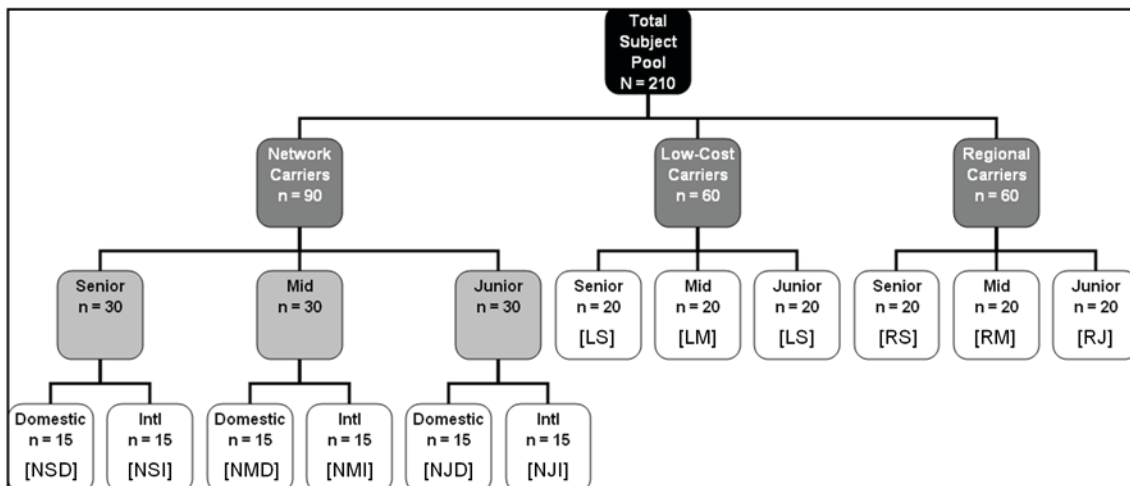 Total
Subject
Pool
N = 210
Network
Carriers
n = 90
Low-Cost
Carriers
n = 60
Regional
Carriers
n = 60
Senior
n = 30
Mid
n = 30
Junior
n = 30
Senior
n = 20
[LS]
Mid
n = 20
[LM]
Junior
n = 20
[LS]
Senior
n = 20
[RS]
Mid
n = 20
[RM]
Junior
n = 20
[RJ]
Domestic
n = 15
[NSD]
Intl
n = 15
[NSI]
Domestic
n = 15
[NMD]
Intl
n = 15
[NMI]
Domestic
n = 15
[NJD]
Intl
n = 15
[NJI]